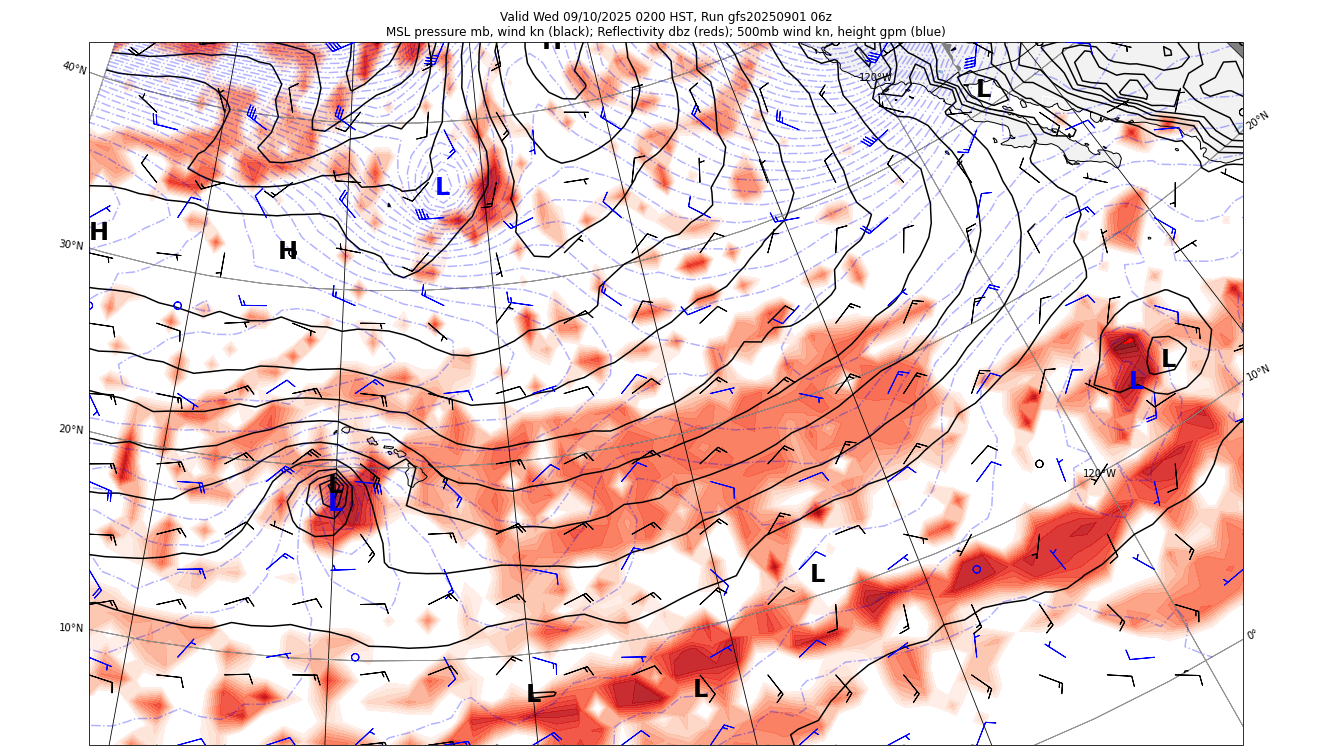 Valid Wed 09/10/2025 0200 HST, Run gfs20250901 06z
MSL pressure mb, wind kn (black); Reflectivity dbz (reds); 500mb wind kn, height gpm (blue)
H
40°N
120°W
L
20°N
L
H
30°N
H
L
10°N
L
20°N
120°W
L
L
L
10°N
0°
L
L